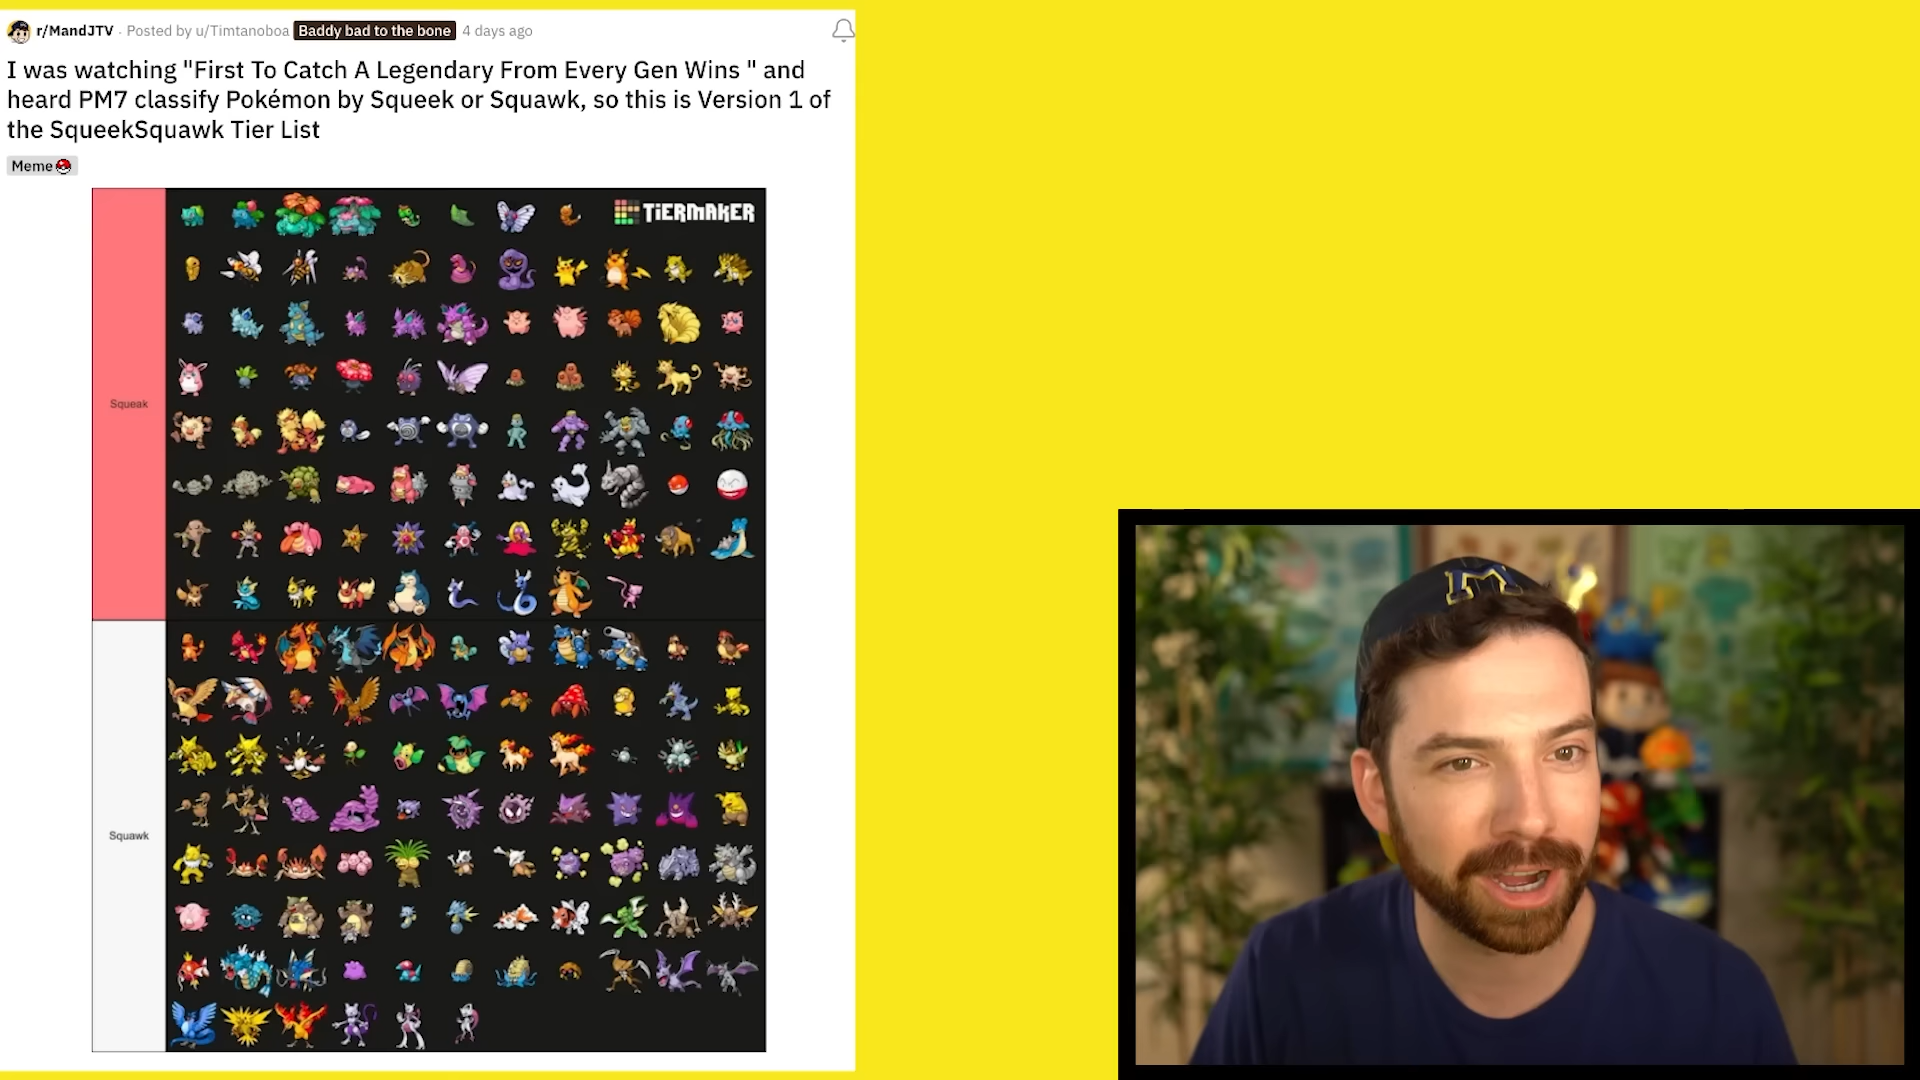 r/MandJTV · Posted by u/Timtanoboa Baddy bad to the bone 4 days ago
I was watching "First To Catch A Legendary From Every Gen Wins " and
heard PM7 classify Pokémon by Squeek or Squawk, so this is Version 1 of
the SqueekSquawk Tier List
Meme
TiERMAKER
Squeak
Squawk
M